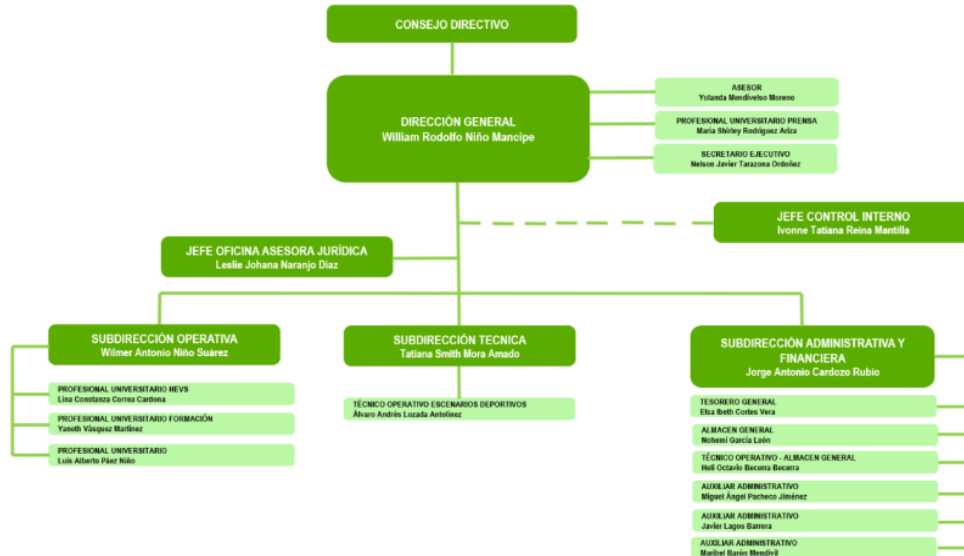 CONSEJO DIRECTIVO
DIRECCIÓN GENERAL
William Rodolfo Niño Mancipe
ASESOR
Yolanda Mendivelso Moreno
PROFESIONAL UNIVERSITARIO PRENSA
Maria Shirley Rodriguez Ariza
SECRETARIO EJECUTIVO
Nelson Javier Tarazona Ordoñez
JEFE CONTROL INTERNO
Ivonne Tatiana Reina Mantilla
JEFE OFICINA ASESORA JURÍDICA
Leslie Johana Naranjo Diaz
SUBDIRECCIÓN OPERATIVA
Wilmer Antonio Niño Suárez
PROFESIONAL UNIVERSITARIO HEVS
Lina Constanza Correa Cardona
PROFESIONAL UNIVERSITARIO FORMACIÓN
Yaneth Vásquez Martínez
PROFESIONAL UNIVERSITARIO
Luis Alberto Páez Niño
SUBDIRECCIÓN TECNICA
Tatiana Smith Mora Amado
TÉCNICO OPERATIVO ESCENARIOS DEPORTIVOS
Álvaro Andrés Lozada Antolinez
SUBDIRECCIÓN ADMINISTRATIVA Y
FINANCIERA
Jorge Antonio Cardozo Rubio
TESORERO GENERAL
Elsa Ibeth Cortes Vera
ALMACEN GENERAL
Nohemi Garcia León
TÉCNICO OPERATIVO - ALMACEN GENERAL
Helí Octavio Becerra Becerra
AUXILIAR ADMINISTRATIVO
Miguel Ángel Pacheco Jiménez
AUXILIAR ADMINISTRATIVO
Javier Lagos Barrera
AUXILIAR ADMINISTRATIVO
Maribel Barón Mendivil